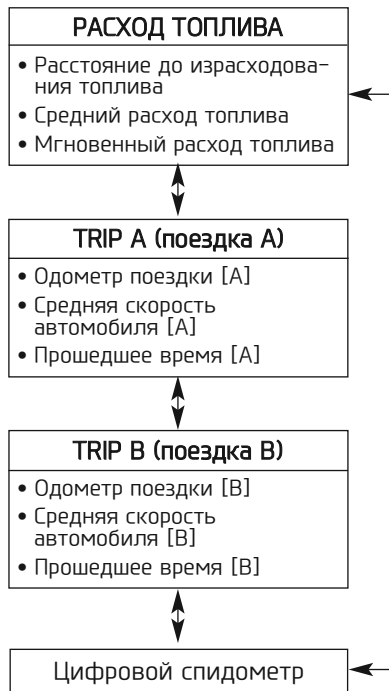 РАСХОД ТОПЛИВА
• Расстояние до израсходова-
ния топлива
• Средний расход топлива
• Мгновенный расход топлива
TRIP A (поездка A)
• Одометр поездки [A]
• Средняя скорость
автомобиля [A]
• Прошедшее время [A]
TRIP B (поездка B)
• Одометр поездки [B]
• Средняя скорость
автомобиля [B]
• Прошедшее время [B]
Цифровой спидометр